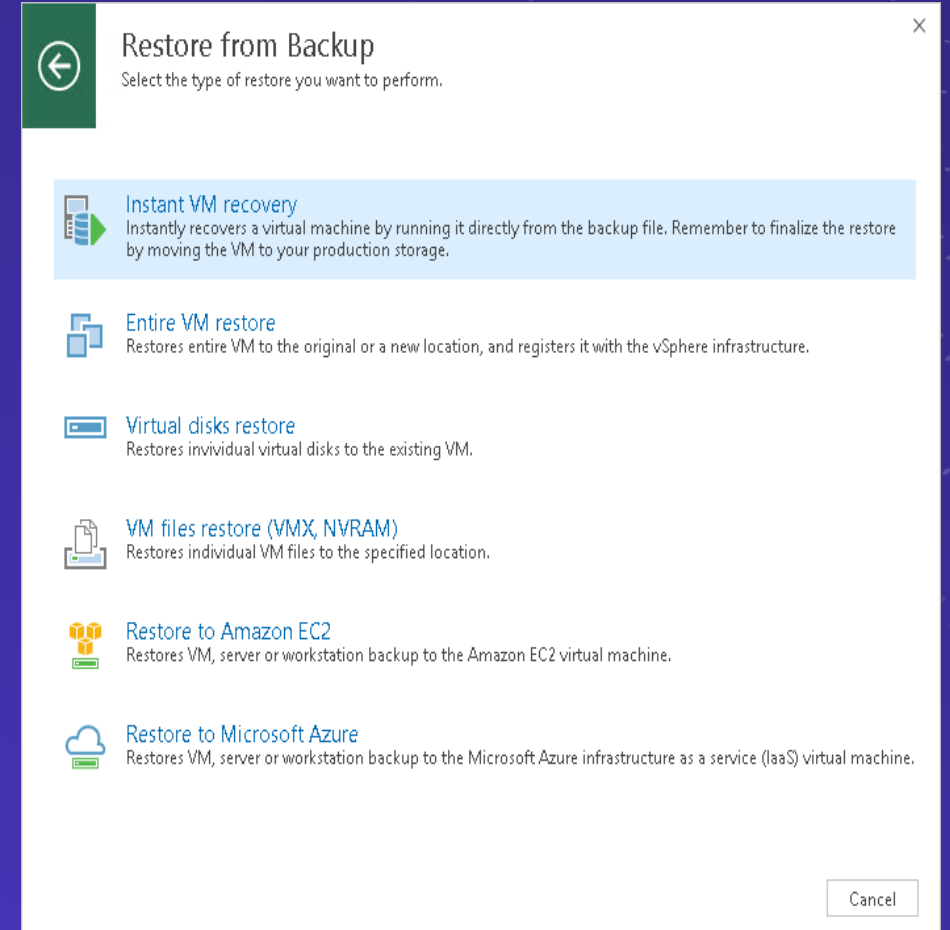 Restore from Backup
Select the type of restore you want to perform.
Instant VM recovery
Instantly recovers a virtual machine by running it directly from the backup file. Remember to finalize the restore
by moving the VM to your production storage.
Entire VM restore
Restores entire VM to the original or a new location, and registers it with the vSphere infrastructure.
Virtual disks restore
Restores invividual virtual disks to the existing VM.
VM files restore (VMX, NVRAM)
Restores individual VM files to the specified location.
Restore to Amazon EC2
Restores VM, server or workstation backup to the Amazon EC2 virtual machine.
Restore to Microsoft Azure
Restores VM, server or workstation backup to the Microsoft Azure infrastructure as a service (IaaS) virtual machine.
Cancel